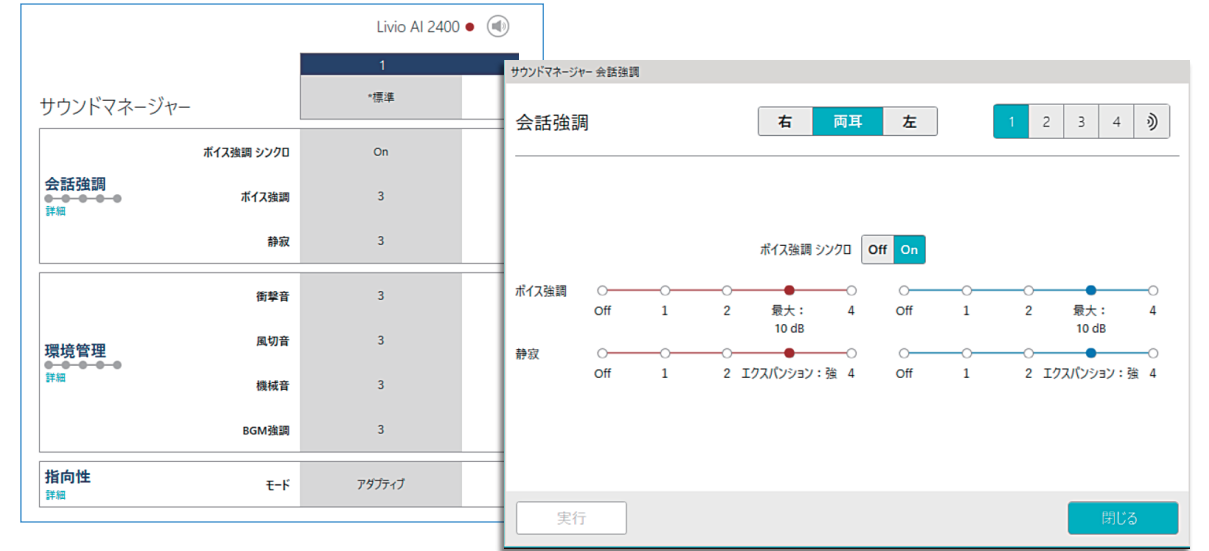 Livio AI 2400
1
サウンドマネージャー
*標準
ボイス強調 シンクロ On
会話強調
詳細
ボイス強調 3
静寂 3
衝撃音 3
環境管理
詳細
風切音 3
機械音 3
BGM強調 3
指向性
詳細
モード アダプティブ
サウンドマネージャー 会話強調
会話強調 右 両耳 左 1 2 3 4
ボイス強調 シンクロ Off On
ボイス強調
Off 1 2 最大: 4 Off 1 2 最大: 4
10 dB 10 dB
静寂
Off 1 2 エクスパンション:強 4 Off 1 2 エクスパンション:強 4
実行 閉じる